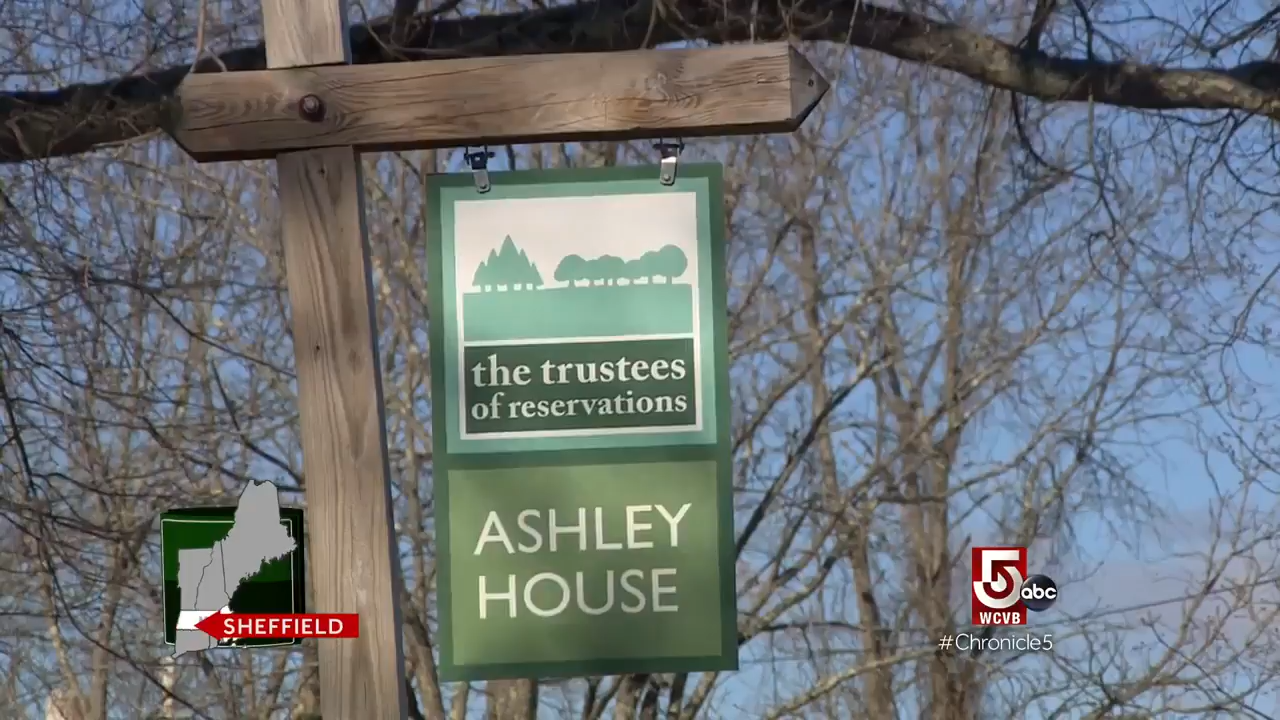 the trustees
of reservations
ASHLEY
HOUSE
SHEFFIELD
5
abc
WCVB
#Chronicle5